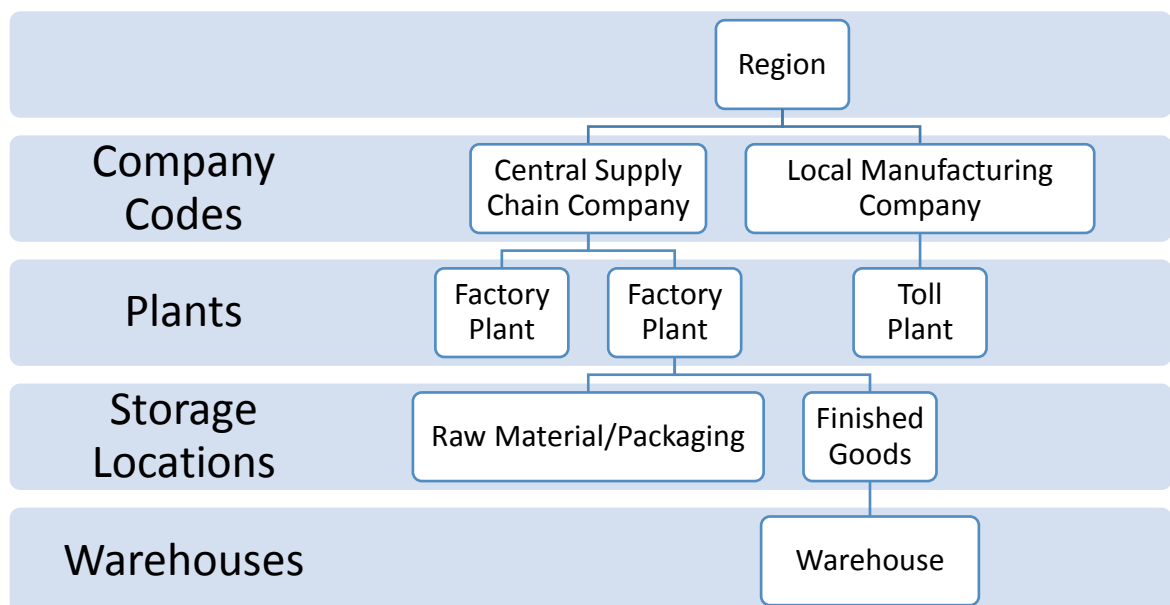 Region
Company
Codes
Central Supply
Chain Company
Local Manufacturing
Company
Plants
Factory
Plant
Factory
Plant
Toll
Plant
Storage
Locations
Raw Material/Packaging
Finished
Goods
Warehouses
Warehouse